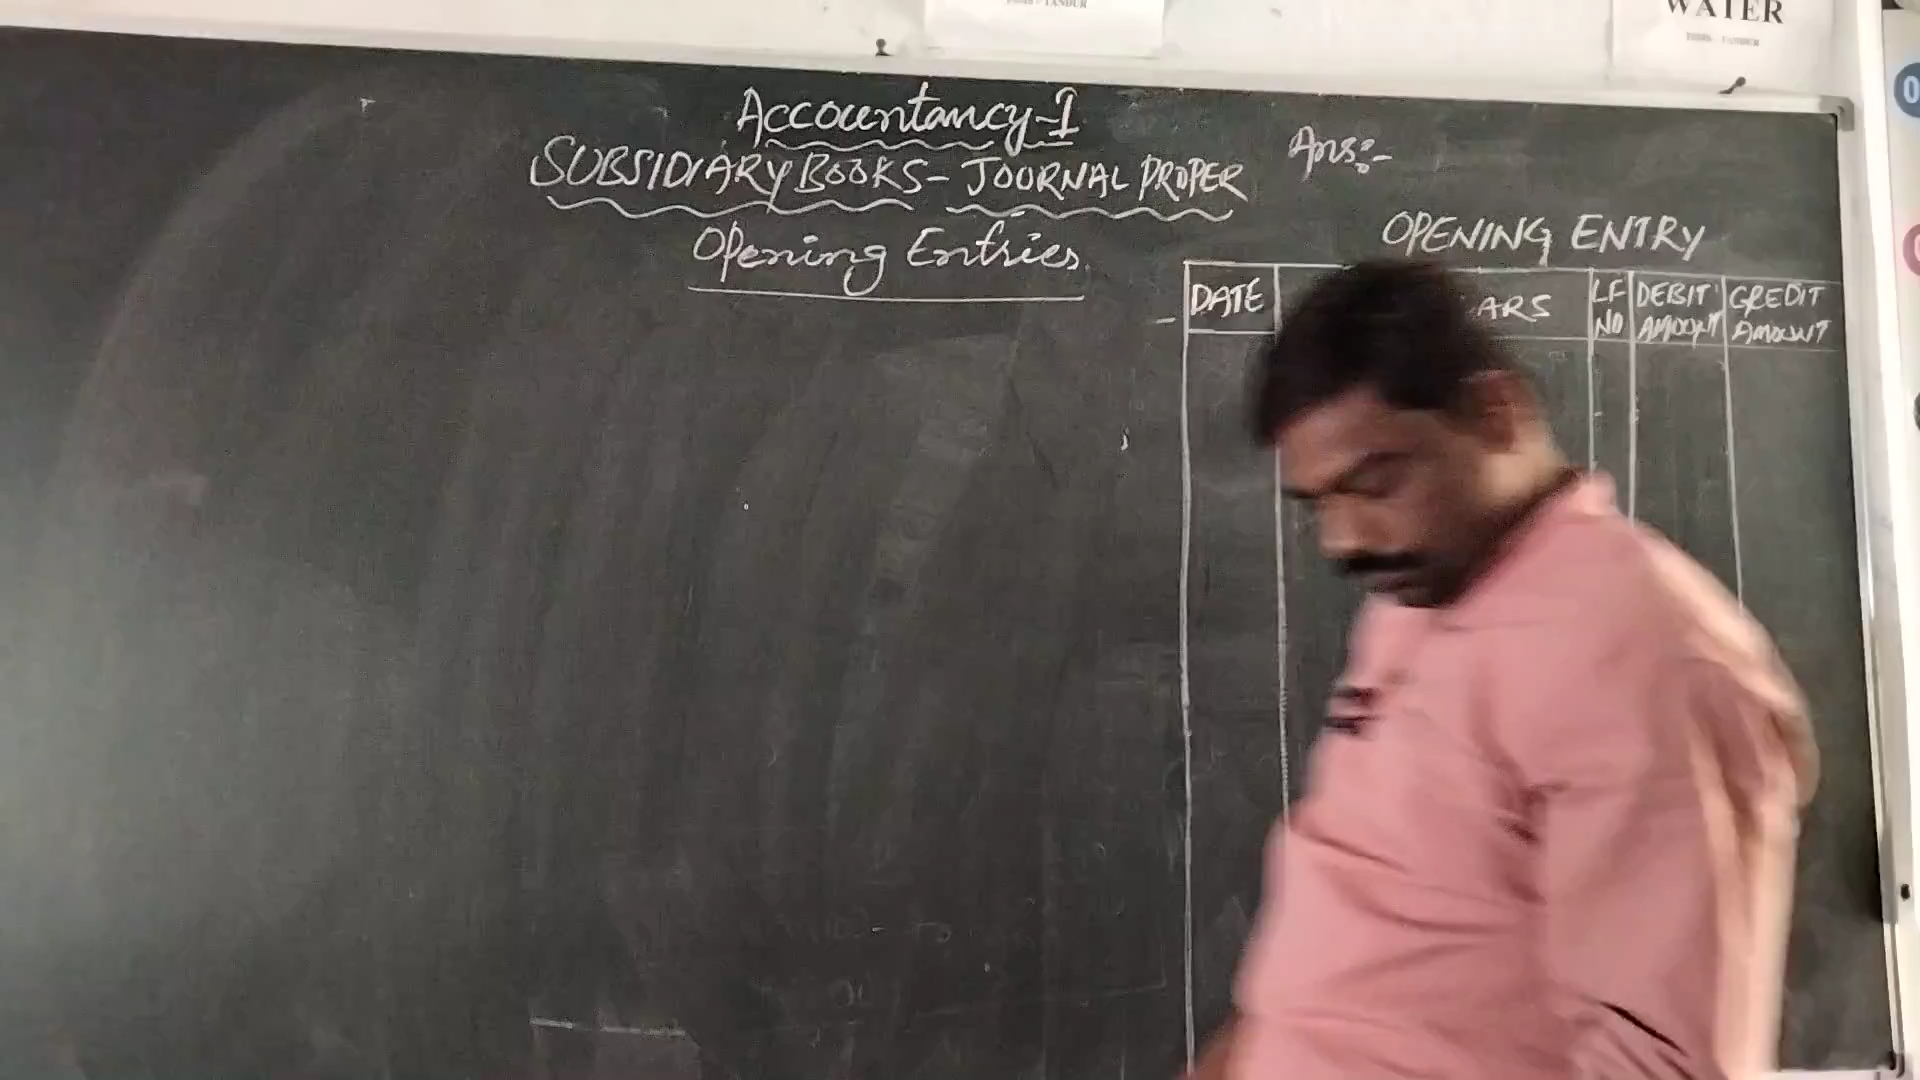 WATER
Accountancy-1
SUBSIDIARY BOOKS - JOURNAL PROPER
Opening Entries
Ans:-
OPENING ENTRY
DATE ARS LF NO DEBIT AMOUNT CREDIT AMOUNT